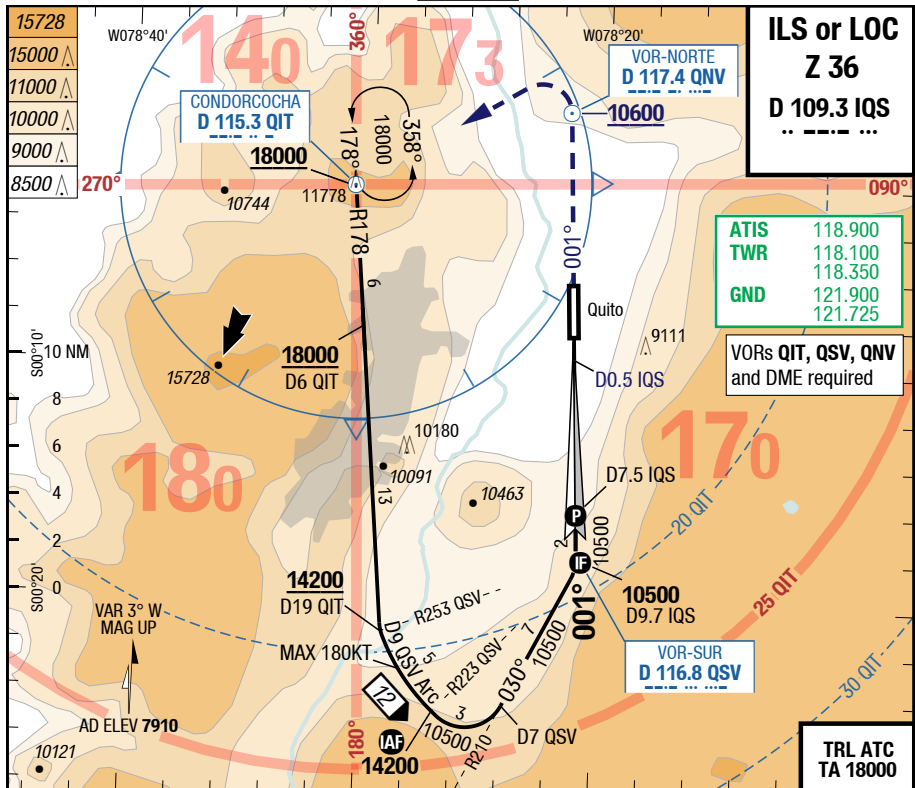 15728
15000
11000
10000
9000
8500
W078°40'
W078°20'
360°
14₀
17₃
ILS or LOC
Z 36
D 109.3 IQS
VOR-NORTE
D 117.4 QNV
10600
CONDORCOCHA
D 115.3 QIT
18000
178°
18000
358°
270°
090°
10744
11778
R178
6
001°
ATIS 118.900
TWR 118.100
118.350
GND 121.900
121.725
Quito
9111
S00°10'
10 NM
8
6
4
2
0
S00°20'
18000
D6 QIT
15728
D0.5 IQS
VORs QIT, QSV, QNV
and DME required
18₀
17₀
10180
10091
13
10463
D7.5 IQS
P
2
10500
20 QIT
IF
10500
D9.7 IQS
001°
14200
D19 QIT
R253 QSV
25 QIT
VAR 3° W
MAG UP
MAX 180KT
D9 QSV Arc
5
R223 QSV
7
10500
030°
VOR-SUR
D 116.8 QSV
30 QIT
12
3
10500
R210
D7 QSV
AD ELEV 7910
IAF
14200
180°
10121
TRL ATC
TA 18000